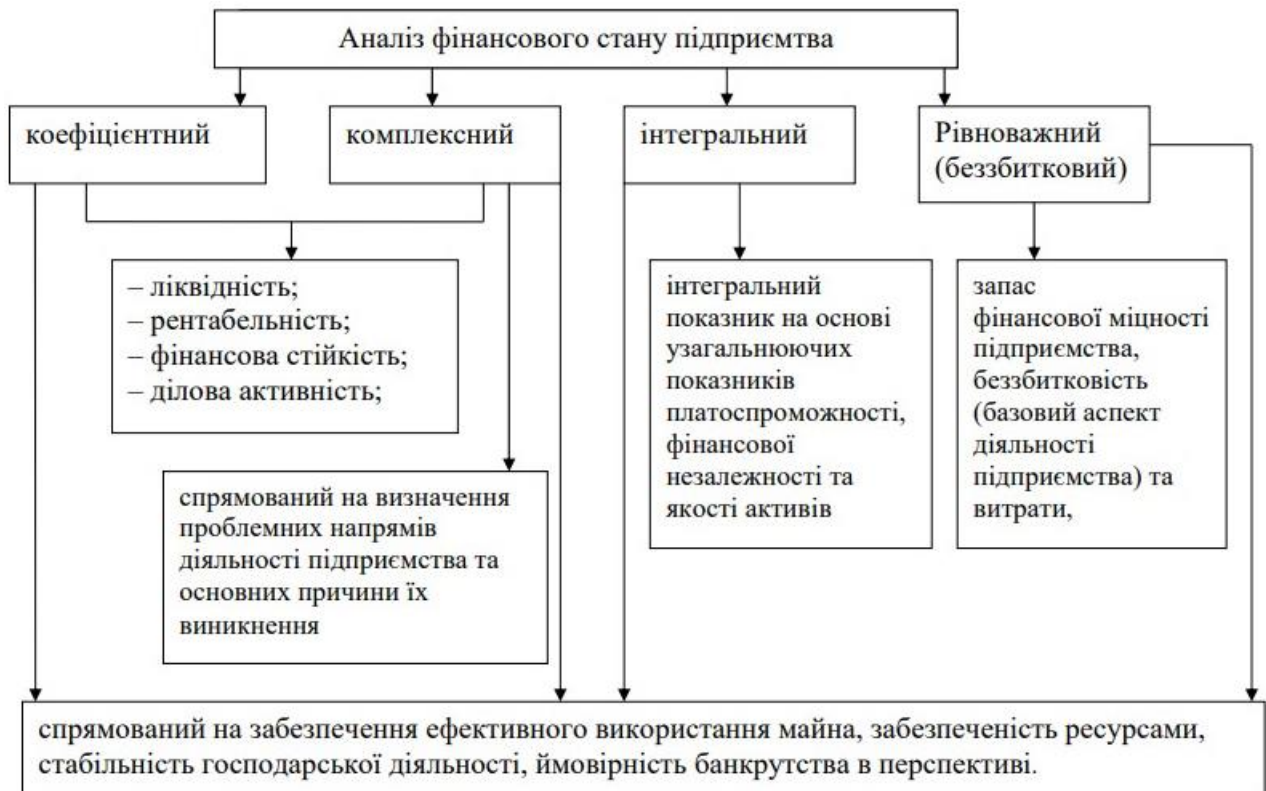 Аналіз фінансового стану підприємтва
коефіцієнтний
комплексний
інтегральний
Рівноважний
(беззбитковий)
– ліквідність;
– рентабельність;
– фінансова стійкість;
– ділова активність;
інтегральний
показник на основі
узагальнюючих
показників
платоспроможності,
фінансової
незалежності та
якості активів
запас
фінансової міцності
підприємства,
беззбитковість
(базовий аспект
діяльності
підприємства) та
витрати,
спрямований на визначення
проблемних напрямів
діяльності підприємства та
основних причини їх
виникнення
спрямований на забезпечення ефективного використання майна, забезпеченість ресурсами,
стабільність господарської діяльності, ймовірність банкрутства в перспективі.